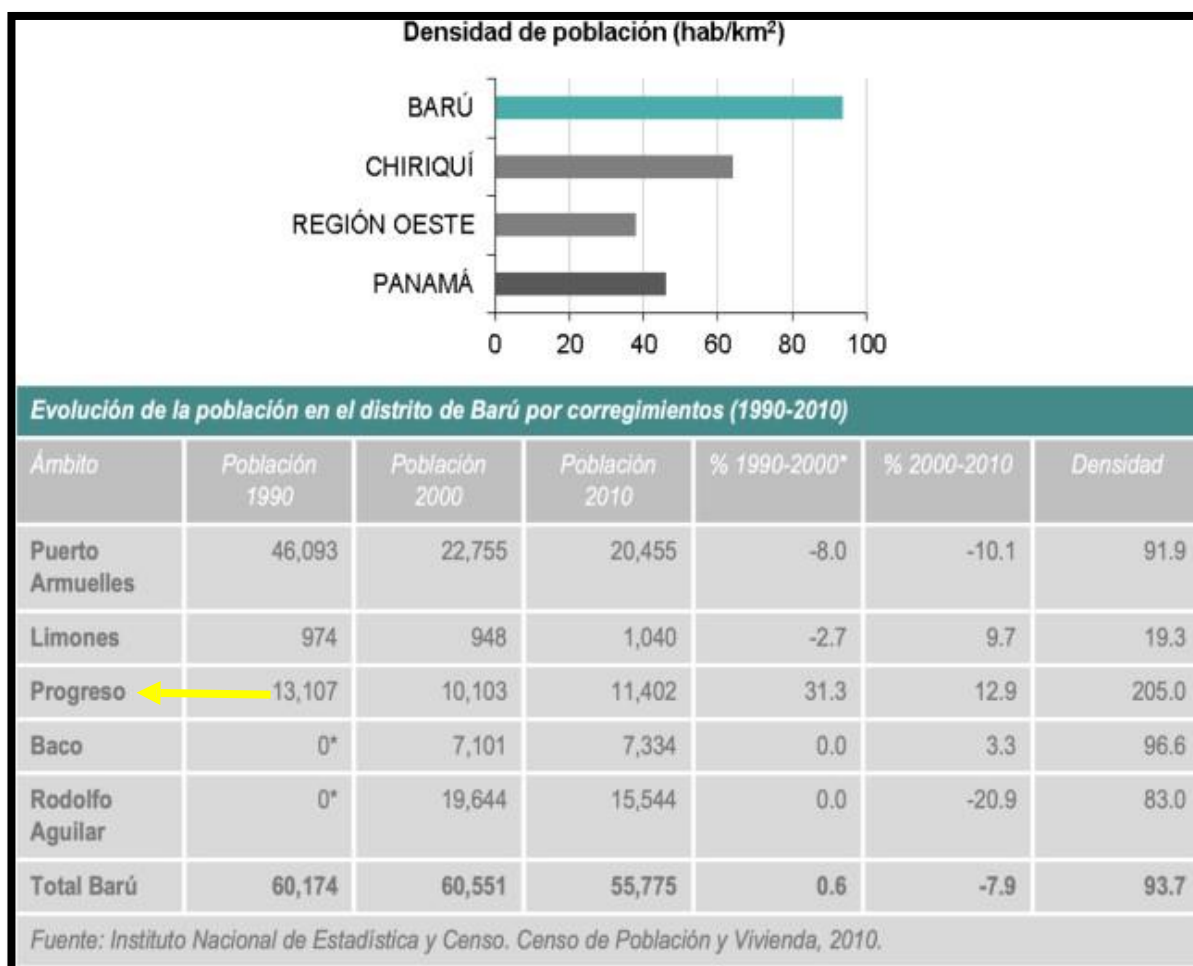 Densidad de población (hab/km²)
BARÚ
CHIRIQUÍ
REGIÓN OESTE
PANAMÁ
0 20 40 60 80 100
Evolución de la población en el distrito de Barú por corregimientos (1990-2010)
Ámbito Población 1990 Población 2000 Población 2010 % 1990-2000* % 2000-2010 Densidad
Puerto Armuelles 46,093 22,755 20,455 -8.0 -10.1 91.9
Limones 974 948 1,040 -2.7 9.7 19.3
Progreso 13,107 10,103 11,402 31.3 12.9 205.0
Baco 0* 7,101 7,334 0.0 3.3 96.6
Rodolfo Aguilar 0* 19,644 15,544 0.0 -20.9 83.0
Total Barú 60,174 60,551 55,775 0.6 -7.9 93.7
Fuente: Instituto Nacional de Estadística y Censo. Censo de Población y Vivienda, 2010.